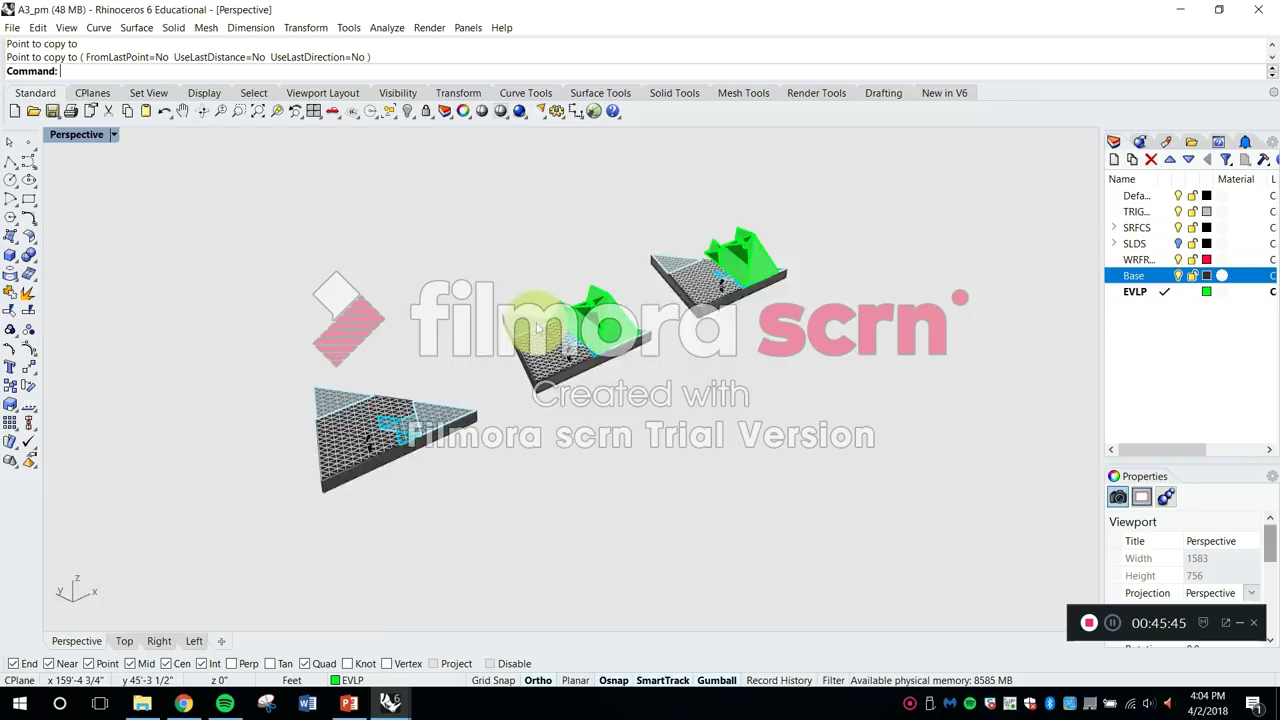 A3_pm (48 MB) - Rhinoceros 6 Educational - [Perspective]
File Edit View Curve Surface Solid Mesh Dimension Transform Tools Analyze Render Panels Help
Point to copy to
Point to copy to ( FromLastPoint=No UseLastDistance=No UseLastDirection=No )
Command:
Standard CPlanes Set View Display Select Viewport Layout Visibility Transform Curve Tools Surface Tools Solid Tools Mesh Tools Render Tools Drafting New in V6
Perspective
Name Material L
Defa... C
TRIG... C
SRFCS C
SLDS C
WRFR... C
Base C
EVLP C
filmora scrn
Created with
Filmora scrn Trial Version
Properties
Viewport
Title Perspective
Width 1583
Height 756
Projection Perspective
00:45:45
z
y x
Perspective Top Right Left
End Near Point Mid Cen Int Perp Tan Quad Knot Vertex Project Disable
CPlane x 159'-4 3/4" y 45'-3 1/2" z 0" Feet EVLP Grid Snap Ortho Planar Osnap SmartTrack Gumball Record History Filter Available physical memory: 8585 MB
4:04 PM
4/2/2018